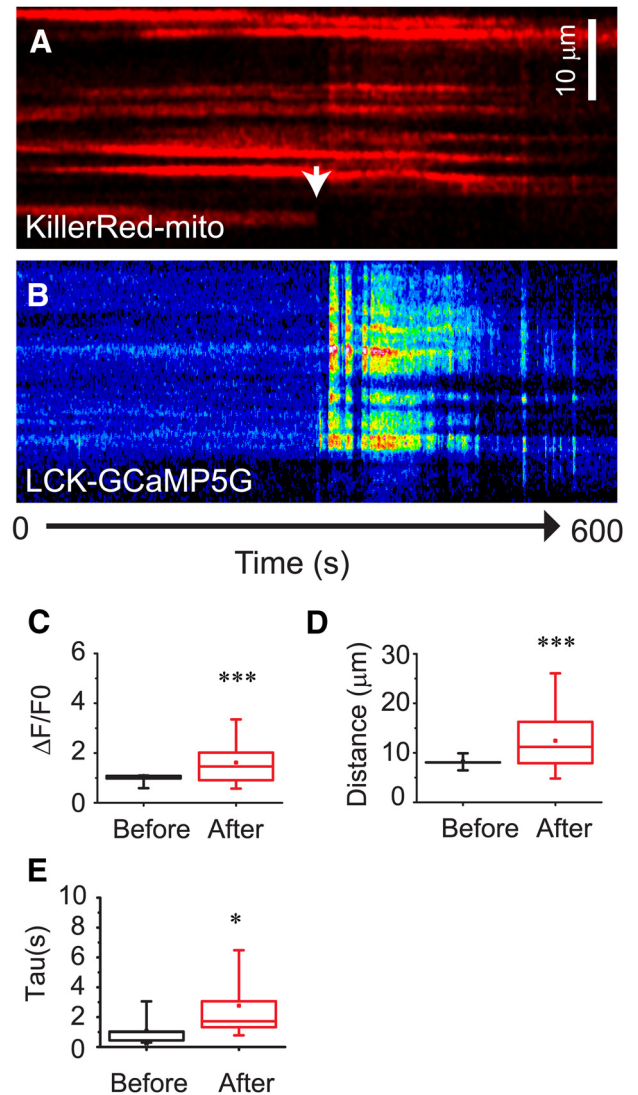 A
10 μm
KillerRed-mito
B
LCK-GCaMP5G
0
600
Time (s)
C
ΔF/F0
6
4
2
0
***
Before
After
D
Distance (μm)
30
20
10
0
***
Before
After
E
Tau(s)
10
8
6
4
2
0
*
Before
After